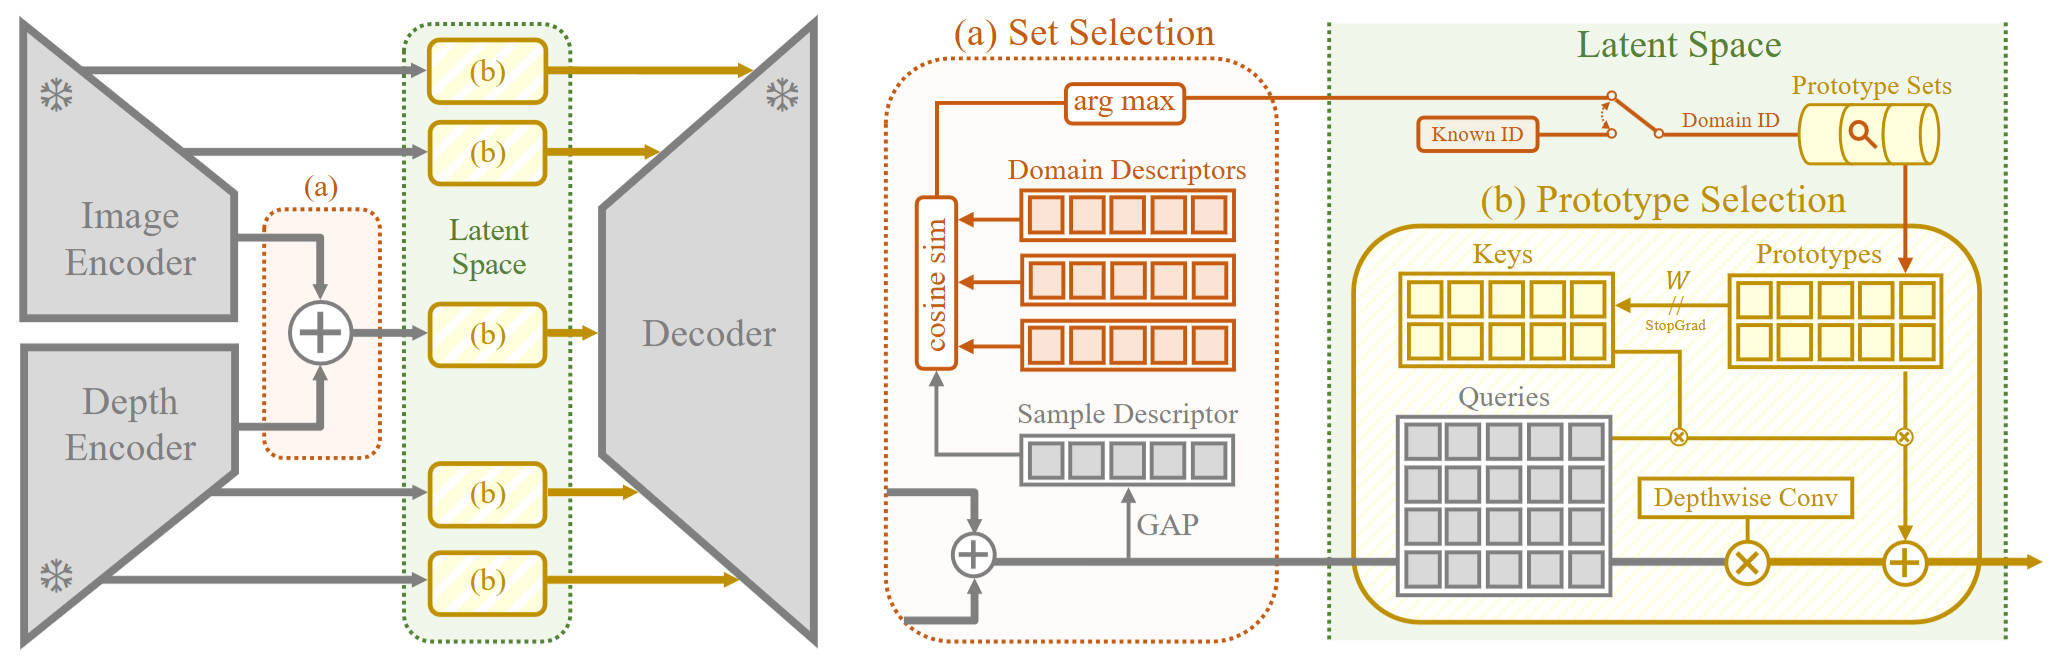 (b)
(b)
(a)
Image
Encoder
Latent
Space
(b)
Decoder
Depth
Encoder
(b)
(b)
(a) Set Selection
arg max
Domain Descriptors
cosine sim
Sample Descriptor
GAP
Latent Space
Prototype Sets
Known ID
Domain ID
(b) Prototype Selection
Keys
W
StopGrad
Prototypes
Queries
Depthwise Conv